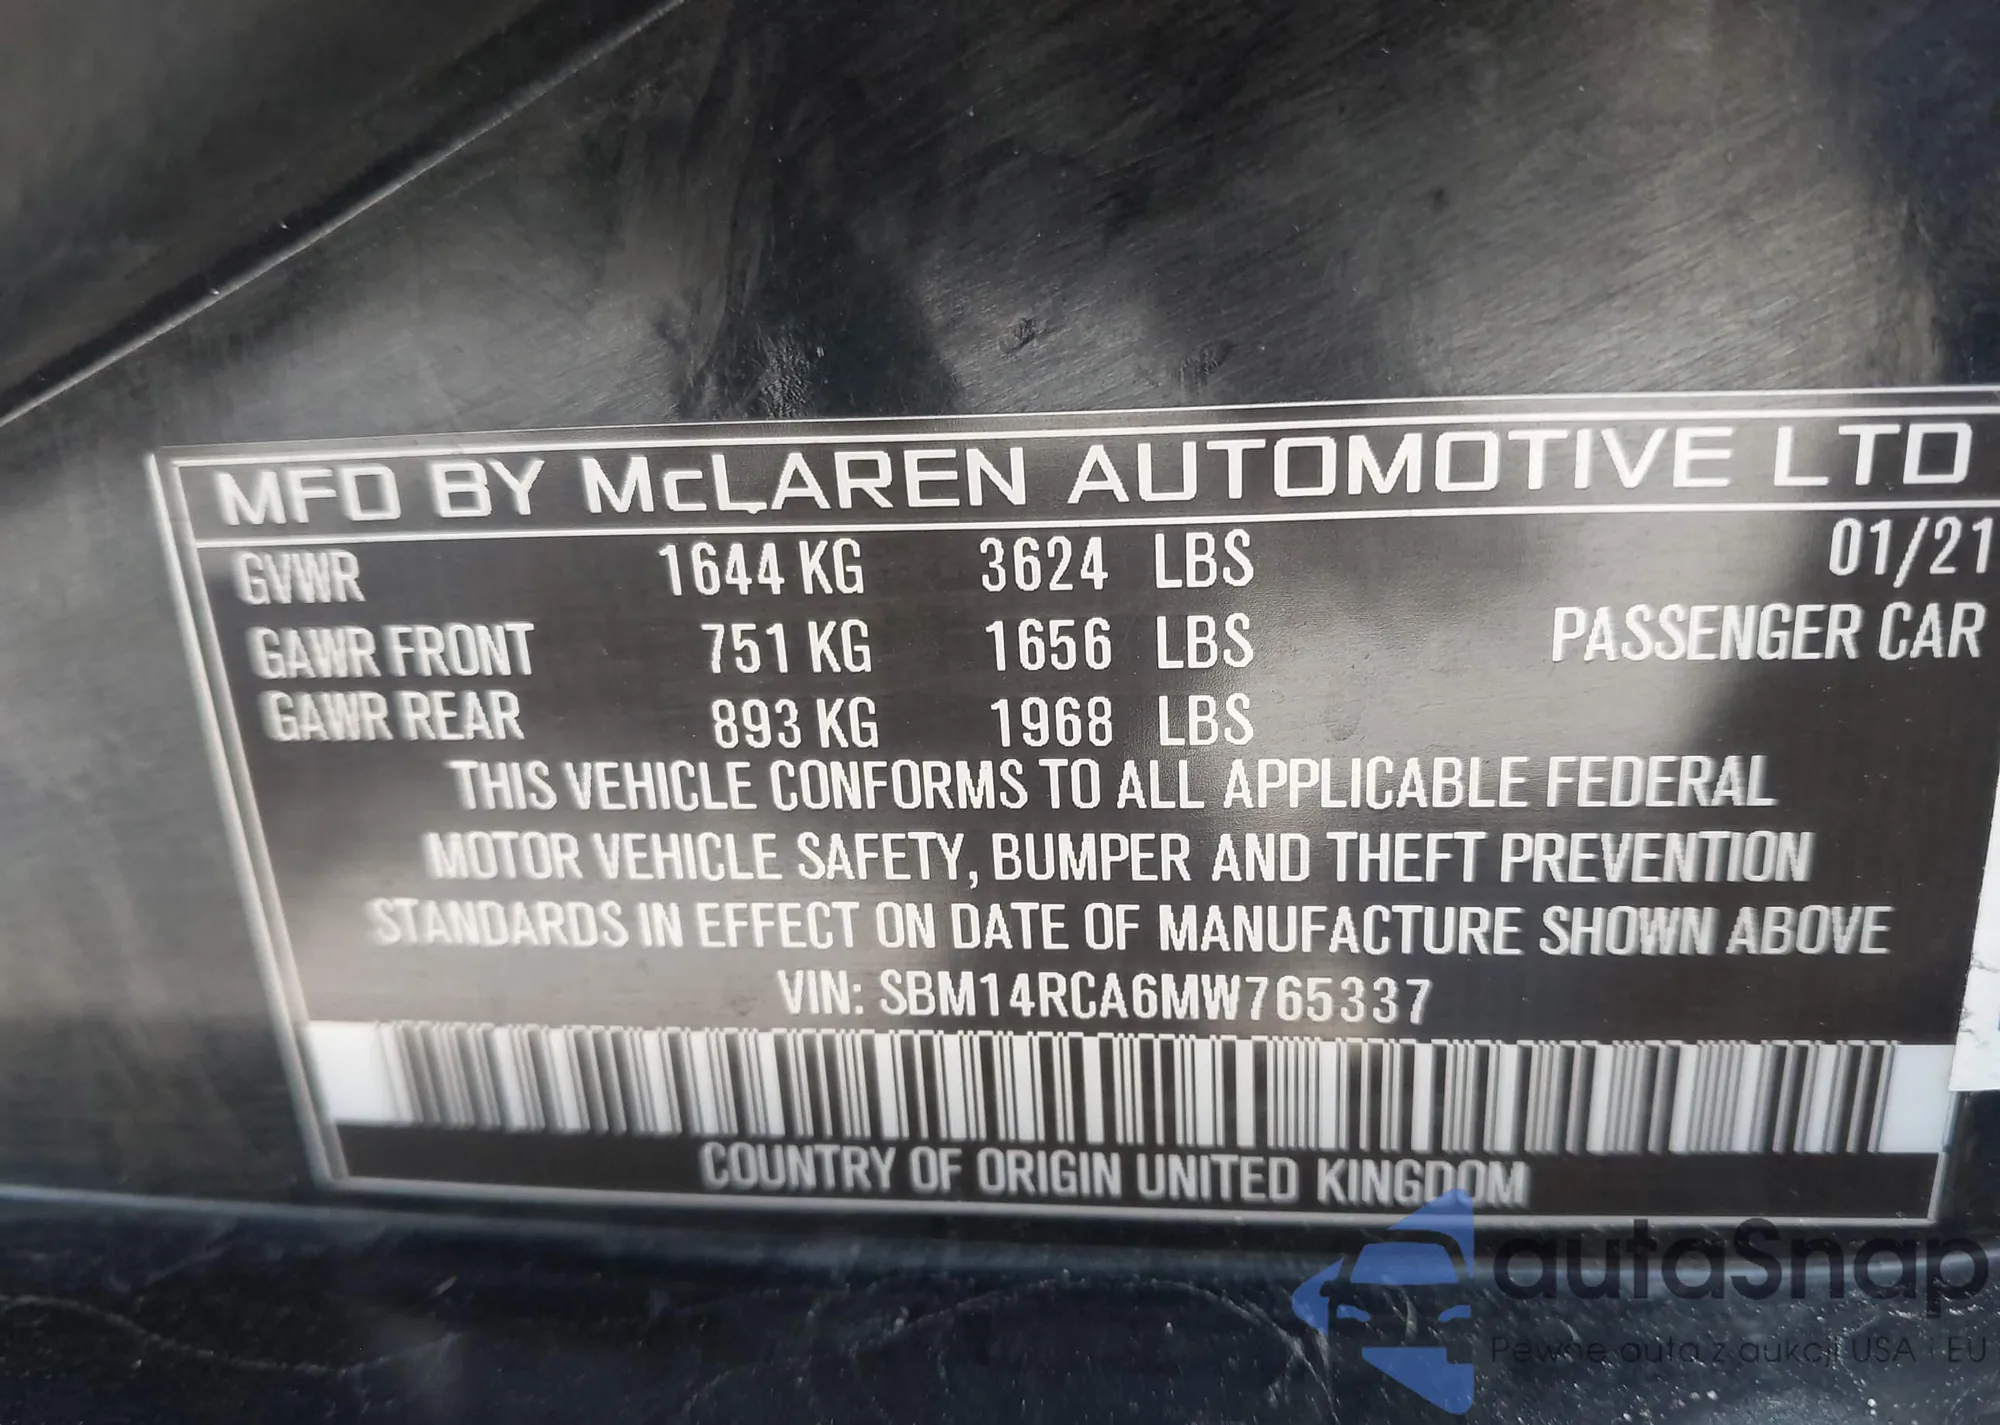 MFD BY McLAREN AUTOMOTIVE LTD
GVWR 1644 KG 3624 LBS 01/21
GAWR FRONT 751 KG 1656 LBS PASSENGER CAR
GAWR REAR 893 KG 1968 LBS
THIS VEHICLE CONFORMS TO ALL APPLICABLE FEDERAL
MOTOR VEHICLE SAFETY, BUMPER AND THEFT PREVENTION
STANDARDS IN EFFECT ON DATE OF MANUFACTURE SHOWN ABOVE
VIN: SBM14RCA6MW765337
COUNTRY OF ORIGIN UNITED KINGDOM
autaSnap
Pewne auta z aukcji USA i EU